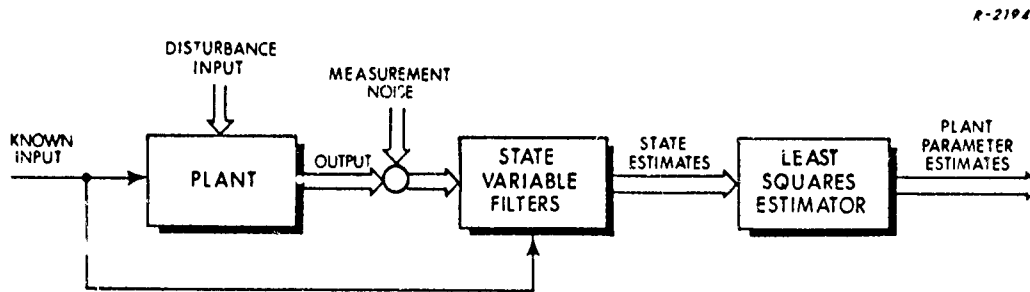 R-2194
DISTURBANCE
INPUT
MEASUREMENT
NOISE
KNOWN
INPUT
PLANT
OUTPUT
STATE
VARIABLE
FILTERS
STATE
ESTIMATES
LEAST
SQUARES
ESTIMATOR
PLANT
PARAMETER
ESTIMATES